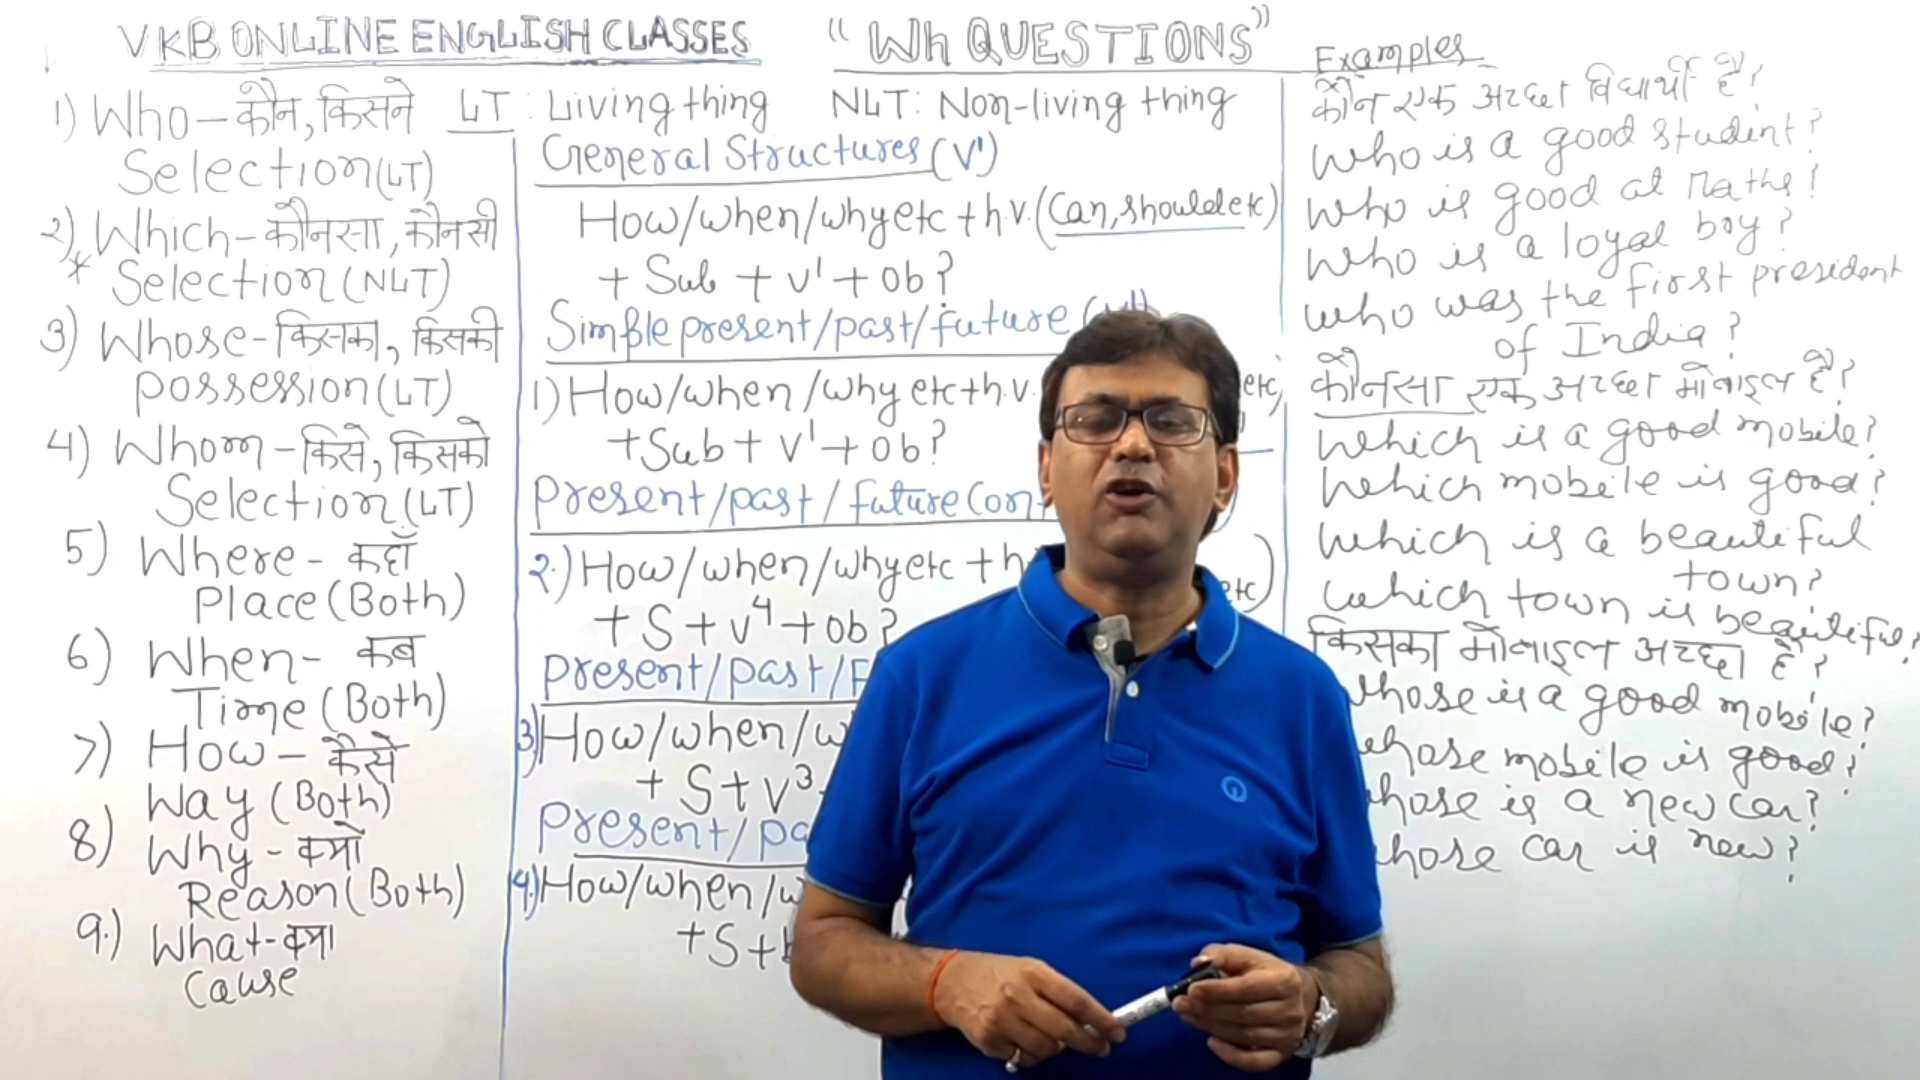 VKB ONLINE ENGLISH CLASSES
"Wh QUESTIONS"
LT : Living thing NLT: Non-living thing
1) Who – कौन, किसने
Selection (LT)
2) Which – कौनसा, कौनसी
* Selection (NLT)
3) Whose – किसका, किसकी
possession (LT)
4) Whom – किसे, किसको
Selection (LT)
5) Where – कहाँ
Place (Both)
6) When – कब
Time (Both)
7) How – कैसे
Way (Both)
8) Why – क्यों
Reason (Both)
9.) What – क्या
Cause
General Structures (V¹)
How/when/why etc + h.v. (Can, should etc)
+ Sub + v¹ + ob?
Simple present/past/future
1) How/when/why etc + h.v. etc)
+ Sub + v¹ + ob?
Present/past/future Con
2.) How/when/why etc + h etc)
+ S + v⁴ + ob?
Present/past/F
3) How/when/w
+ S + v³
Present/pa
4.) How/when/w
+ S + b
Examples
कौन एक अच्छा विद्यार्थी है?
Who is a good student?
Who is good at Maths?
Who is a loyal boy?
Who was the first president
of India?
कौनसा एक अच्छा मोबाइल है?
Which is a good mobile?
Which mobile is good?
Which is a beautiful
town?
Which town is beautiful?
किसका मोबाइल अच्छा है?
whose is a good mobile?
whose mobile is good?
whose is a new car?
whose car is new?